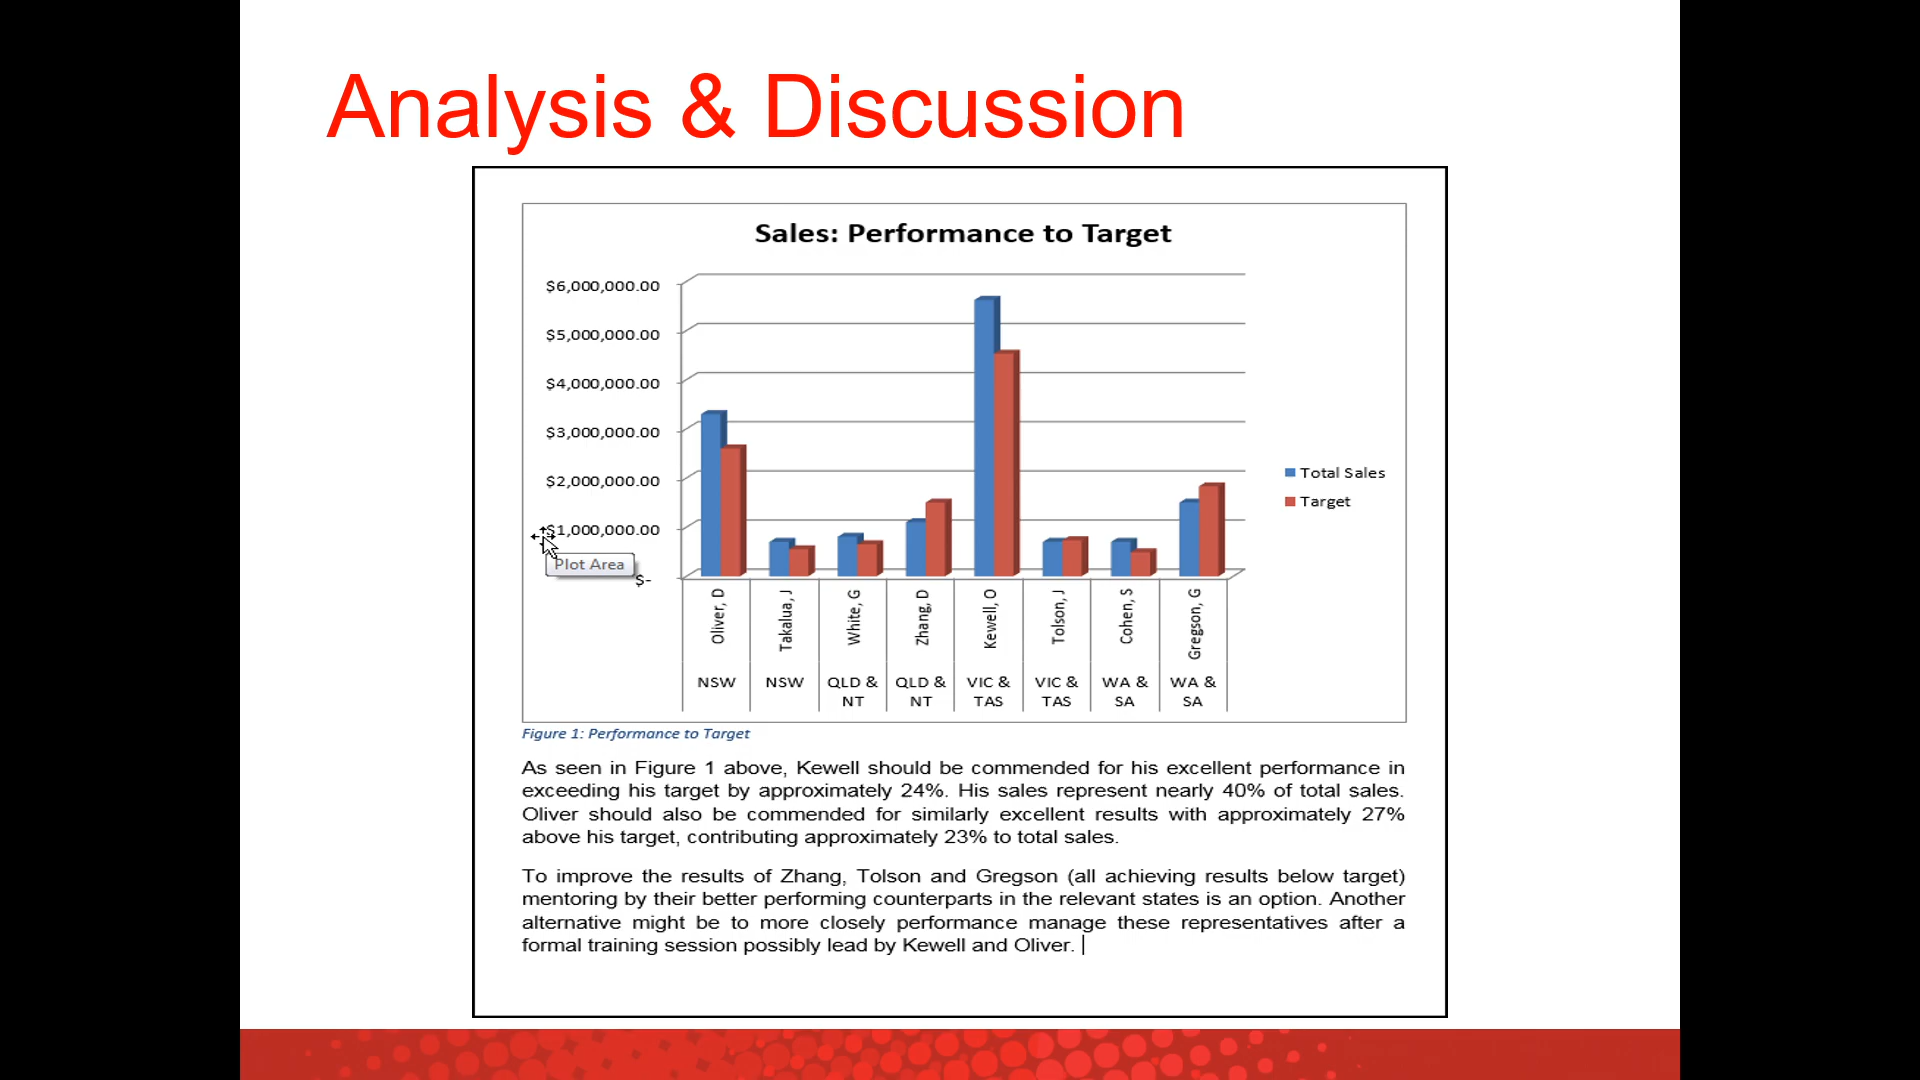 Analysis & Discussion
Sales: Performance to Target
$6,000,000.00
$5,000,000.00
$4,000,000.00
$3,000,000.00
$2,000,000.00
$1,000,000.00
$-
Plot Area
Total Sales
Target
Oliver, D
Takalua, J
White, G
Zhang, D
Kewell, O
Tolson, J
Cohen, S
Gregson, G
NSW
NSW
QLD & NT
QLD & NT
VIC & TAS
VIC & TAS
WA & SA
WA & SA
Figure 1: Performance to Target
As seen in Figure 1 above, Kewell should be commended for his excellent performance in
exceeding his target by approximately 24%. His sales represent nearly 40% of total sales.
Oliver should also be commended for similarly excellent results with approximately 27%
above his target, contributing approximately 23% to total sales.
To improve the results of Zhang, Tolson and Gregson (all achieving results below target)
mentoring by their better performing counterparts in the relevant states is an option. Another
alternative might be to more closely performance manage these representatives after a
formal training session possibly lead by Kewell and Oliver.